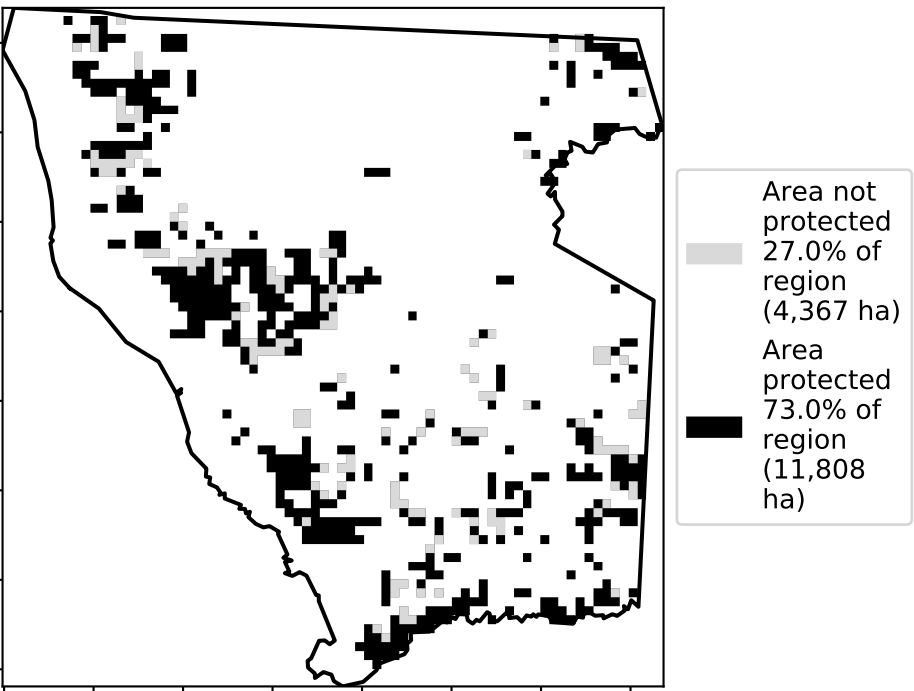 Area not
protected
27.0% of
region
(4,367 ha)
Area
protected
73.0% of
region
(11,808
ha)